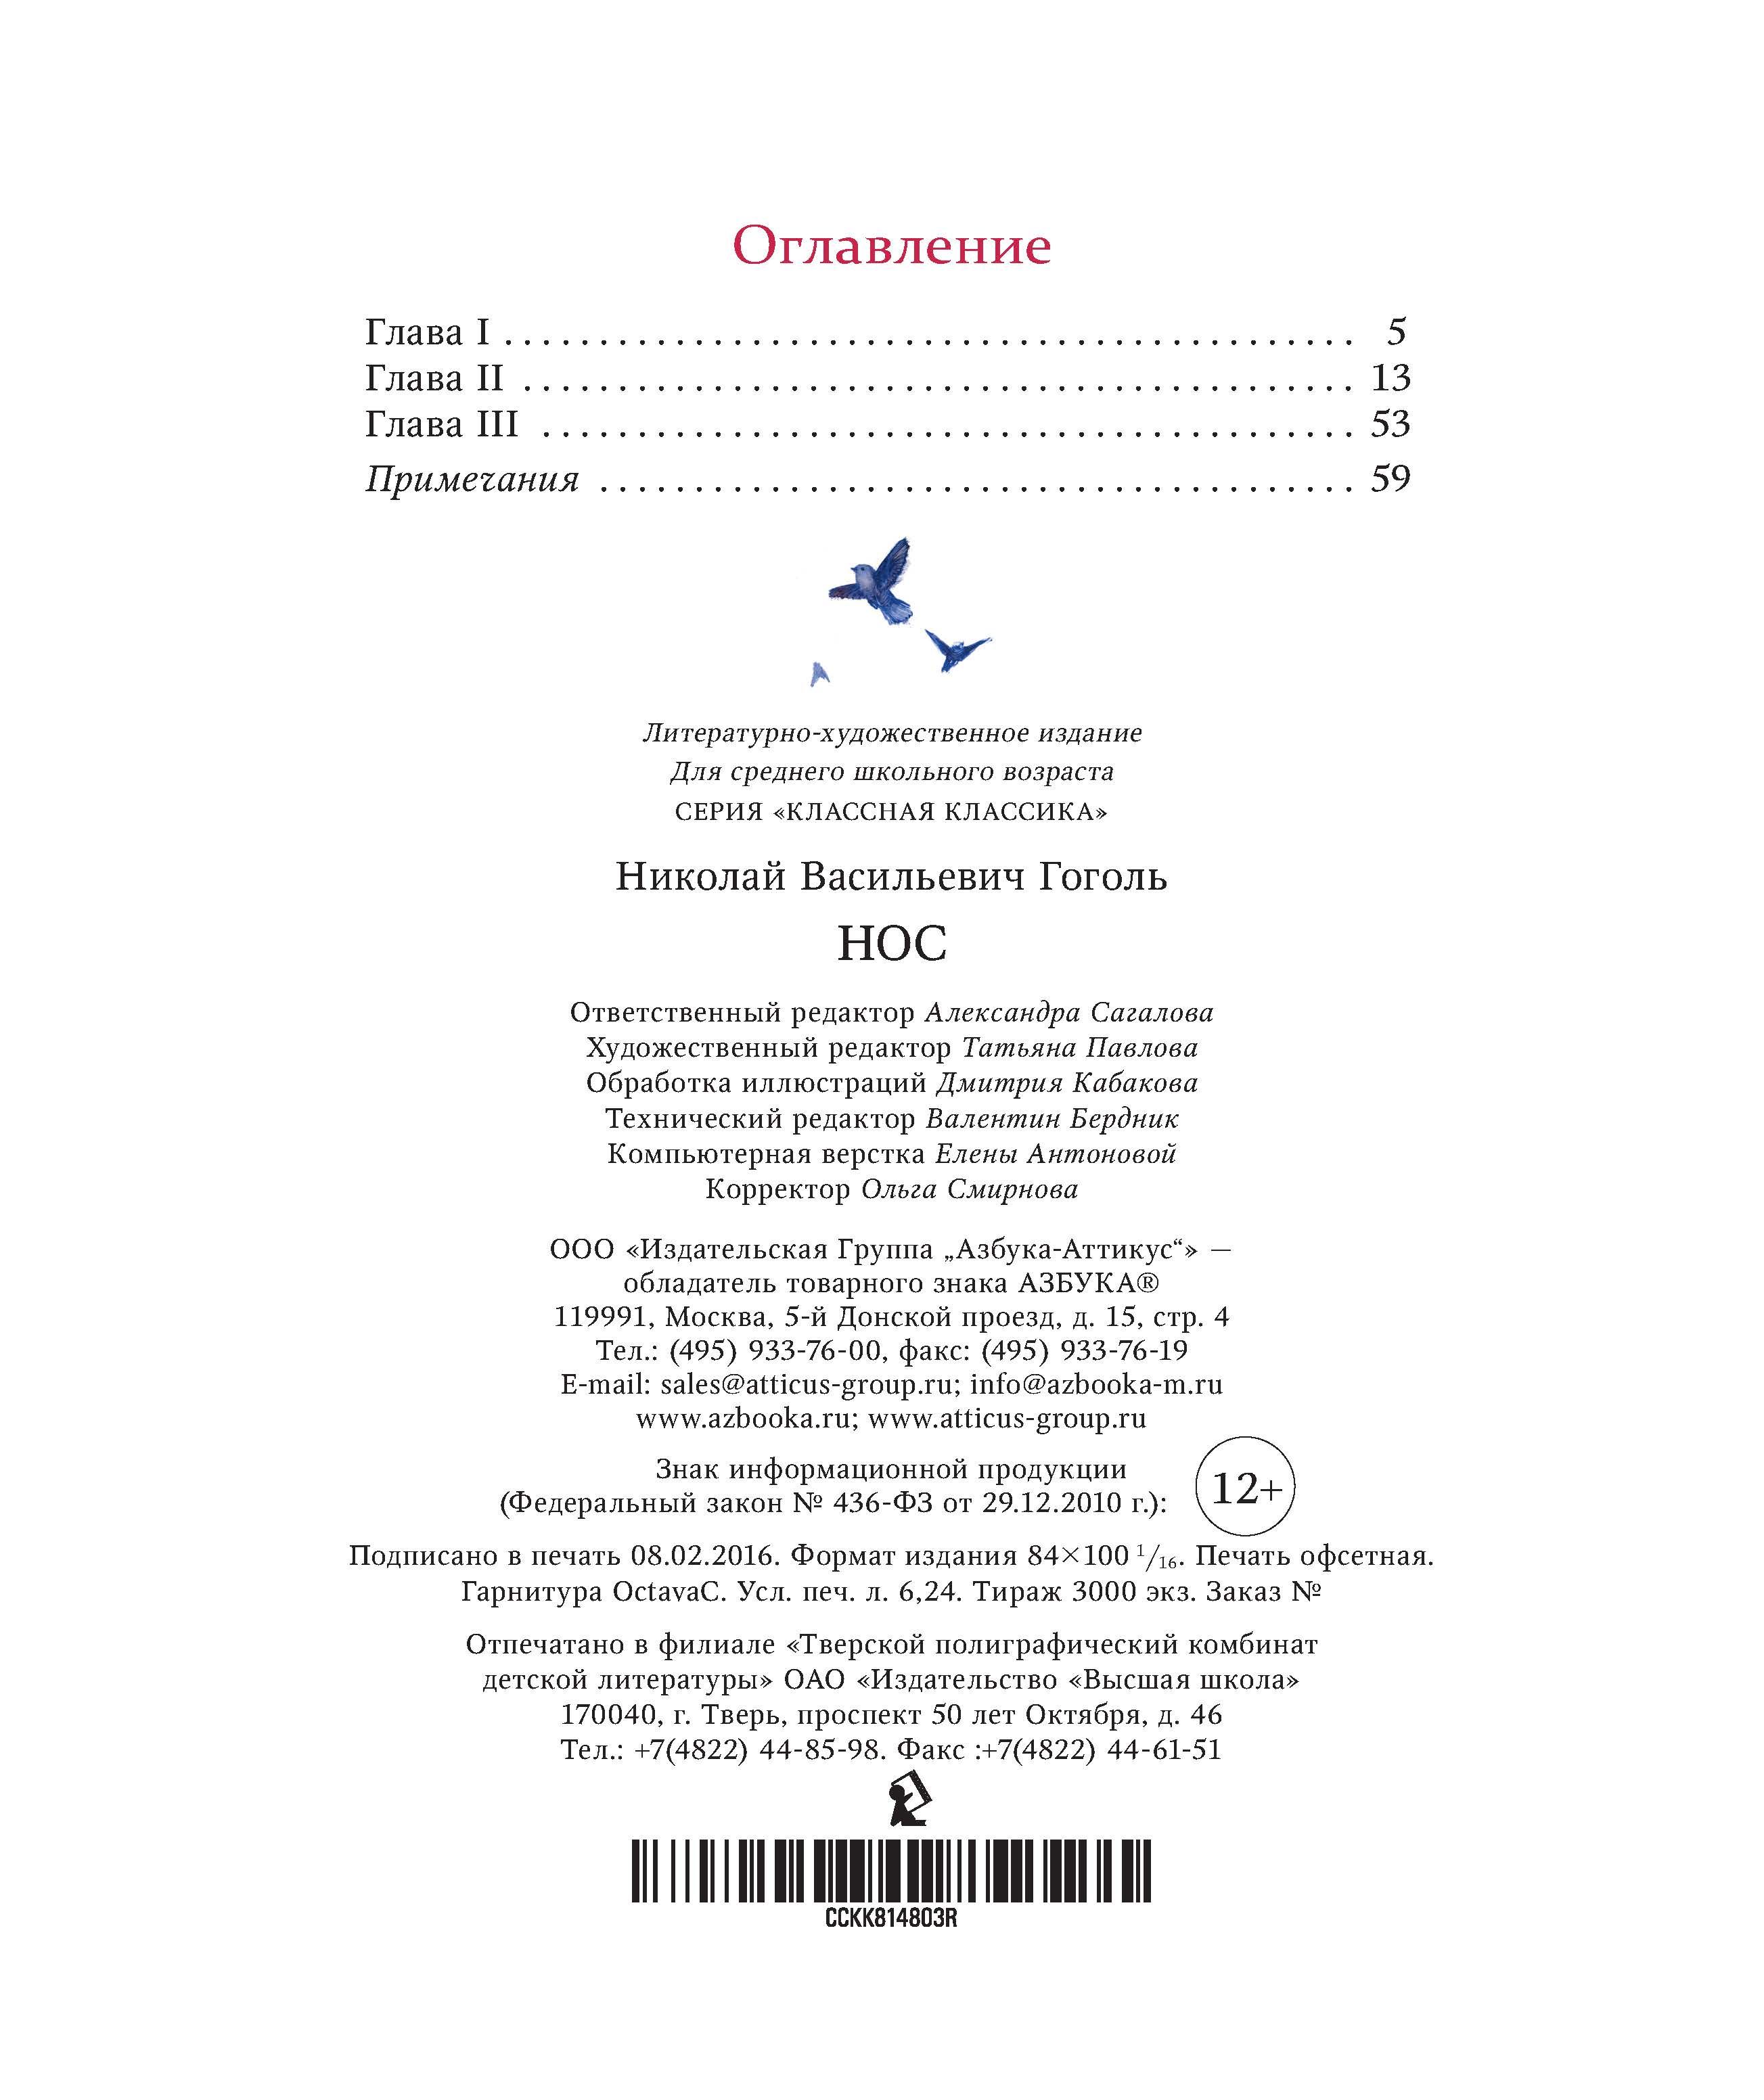 Оглавление
Глава I . . . . . . . . . . . . . . . . . . . . . . . . . . . . . . . . . . . . . . . . . . . . . 5
Глава II . . . . . . . . . . . . . . . . . . . . . . . . . . . . . . . . . . . . . . . . . . . . 13
Глава III . . . . . . . . . . . . . . . . . . . . . . . . . . . . . . . . . . . . . . . . . . . 53
Примечания . . . . . . . . . . . . . . . . . . . . . . . . . . . . . . . . . . . . . . . . 59
Литературно-художественное издание
Для среднего школьного возраста
СЕРИЯ «КЛАССНАЯ КЛАССИКА»
Николай Васильевич Гоголь
НОС
Ответственный редактор Александра Сагалова
Художественный редактор Татьяна Павлова
Обработка иллюстраций Дмитрия Кабакова
Технический редактор Валентин Бердник
Компьютерная верстка Елены Антоновой
Корректор Ольга Смирнова
ООО «Издательская Группа „Азбука-Аттикус“» —
обладатель товарного знака АЗБУКА®
119991, Москва, 5-й Донской проезд, д. 15, стр. 4
Тел.: (495) 933-76-00, факс: (495) 933-76-19
E-mail: sales@atticus-group.ru; info@azbooka-m.ru
www.azbooka.ru; www.atticus-group.ru
Знак информационной продукции
(Федеральный закон № 436-ФЗ от 29.12.2010 г.):
12+
Подписано в печать 08.02.2016. Формат издания 84×100 1/16. Печать офсетная.
Гарнитура OctavaC. Усл. печ. л. 6,24. Тираж 3000 экз. Заказ №
Отпечатано в филиале «Тверской полиграфический комбинат
детской литературы» ОАО «Издательство «Высшая школа»
170040, г. Тверь, проспект 50 лет Октября, д. 46
Тел.: +7(4822) 44-85-98. Факс :+7(4822) 44-61-51
CCKK814803R